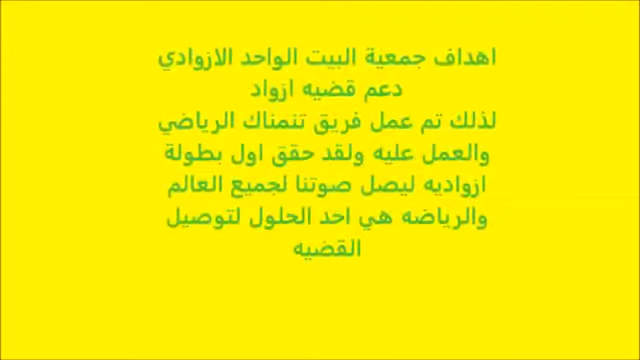 اهداف جمعية البيت الواحد الازوادي
دعم قضيه ازواد
لذلك تم عمل فريق تنمناك الرياضي
والعمل عليه ولقد حقق اول بطولة
ازواديه ليصل صوتنا لجميع العالم
والرياضه هي احد الحلول لتوصيل
القضيه